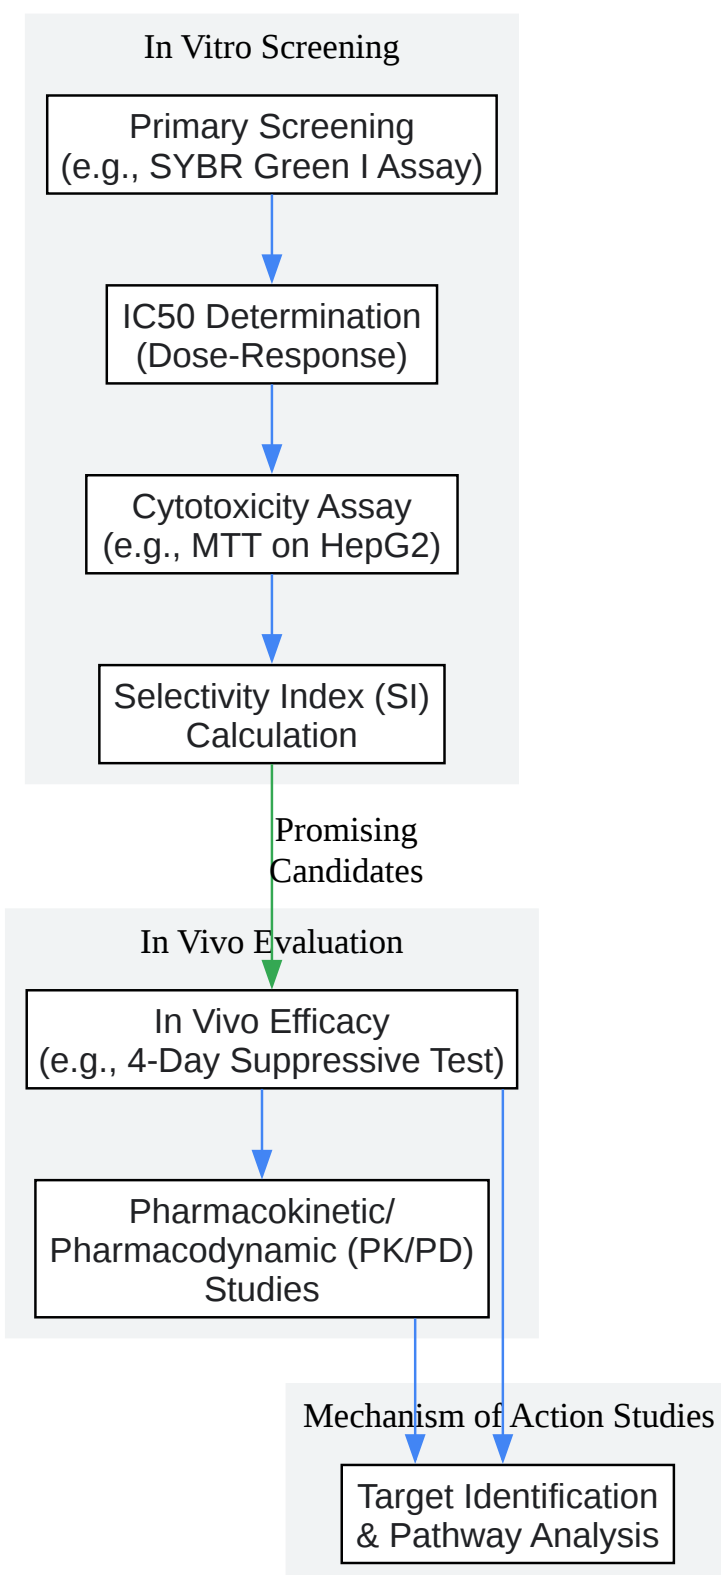 In Vitro Screening
Primary Screening
(e.g., SYBR Green I Assay)
IC50 Determination
(Dose-Response)
Cytotoxicity Assay
(e.g., MTT on HepG2)
Selectivity Index (SI)
Calculation
Promising
Candidates
In Vivo Evaluation
In Vivo Efficacy
(e.g., 4-Day Suppressive Test)
Pharmacokinetic/
Pharmacodynamic (PK/PD)
Studies
Mechanism of Action Studies
Target Identification
& Pathway Analysis